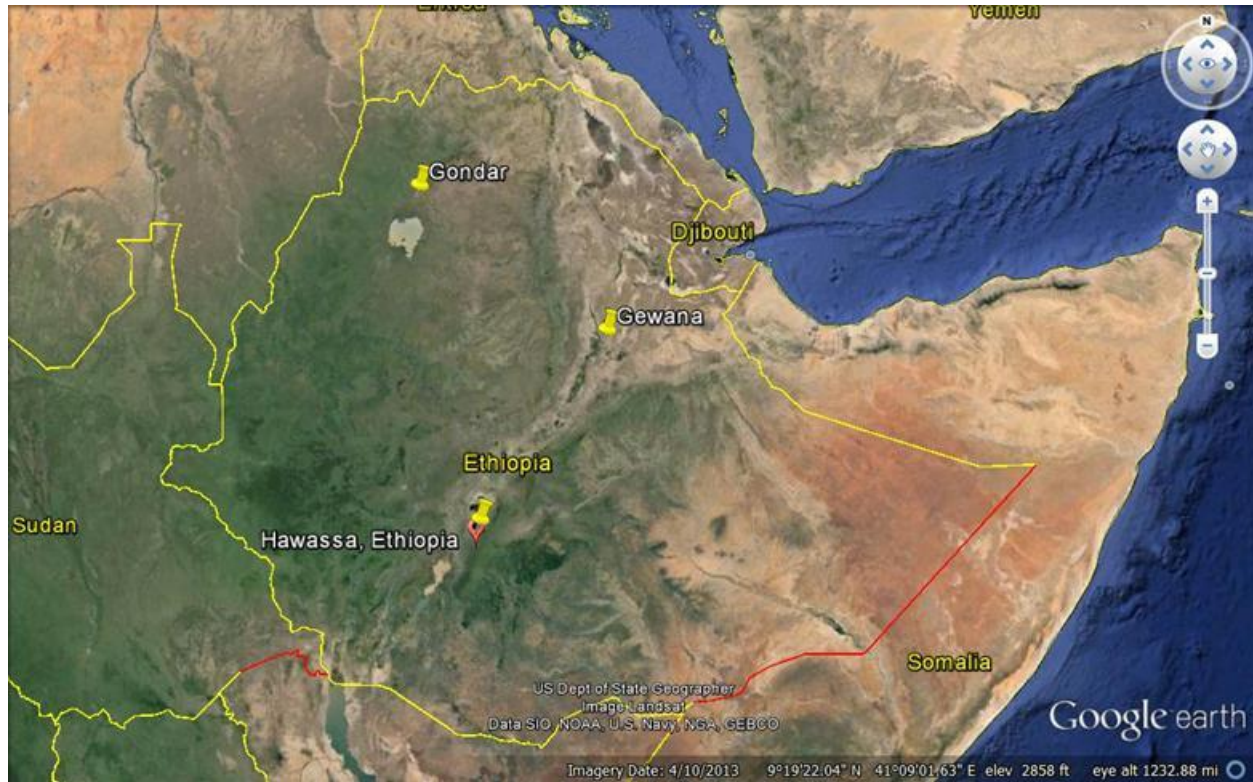 Eritrea
Yemen
N
Gondar
Djibouti
Gewana
Ethiopia
Sudan
Hawassa, Ethiopia
Somalia
US Dept of State Geographer
Image Landsat
Data SIO, NOAA, U.S. Navy, NGA, GEBCO
Google earth
Imagery Date: 4/10/2013 9°19'22.04" N 41°09'01.63" E elev 2858 ft eye alt 1232.88 mi